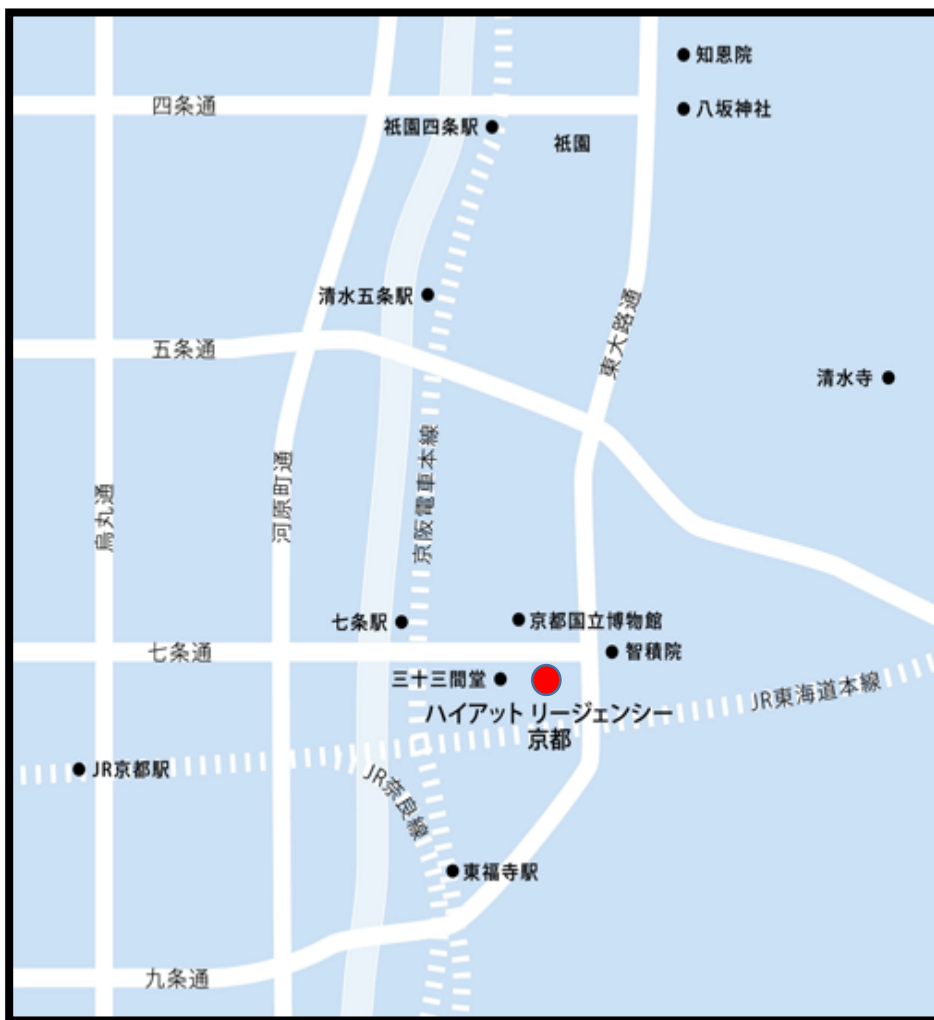 知恩院
四条通
八坂神社
祇園四条駅
祇園
清水五条駅
五条通
東大路通
清水寺
京阪電車本線
河原町通
烏丸通
七条駅
京都国立博物館
七条通
智積院
三十三間堂
ハイアット リージェンシー
京都
JR東海道本線
JR京都駅
JR奈良線
東福寺駅
九条通